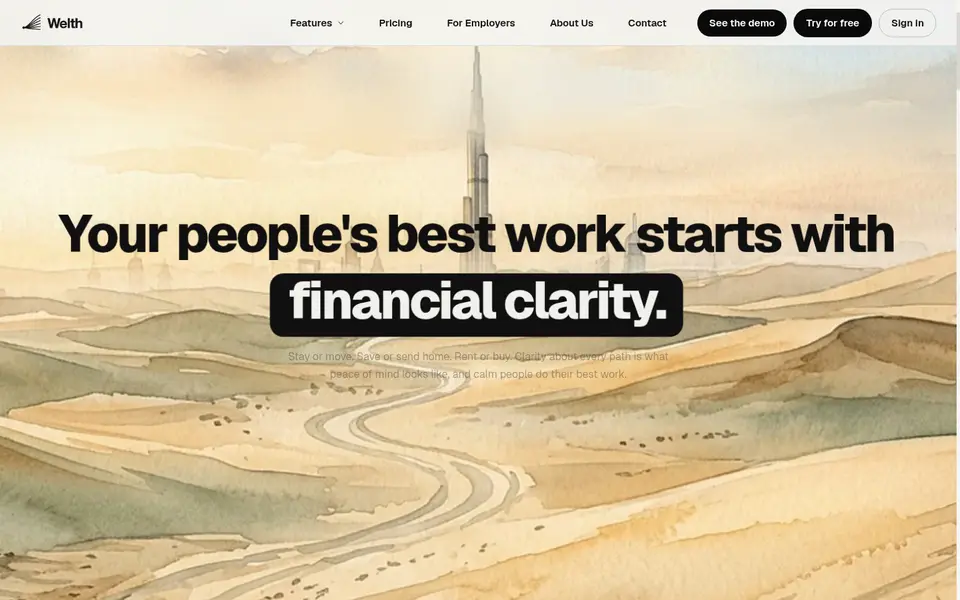 Welth
Features
Pricing
For Employers
About Us
Contact
See the demo
Try for free
Sign in
Your people's best work starts with
financial clarity.
Stay or move. Save or send home. Rent or buy. Clarity about every path is what
peace of mind looks like, and calm people do their best work.